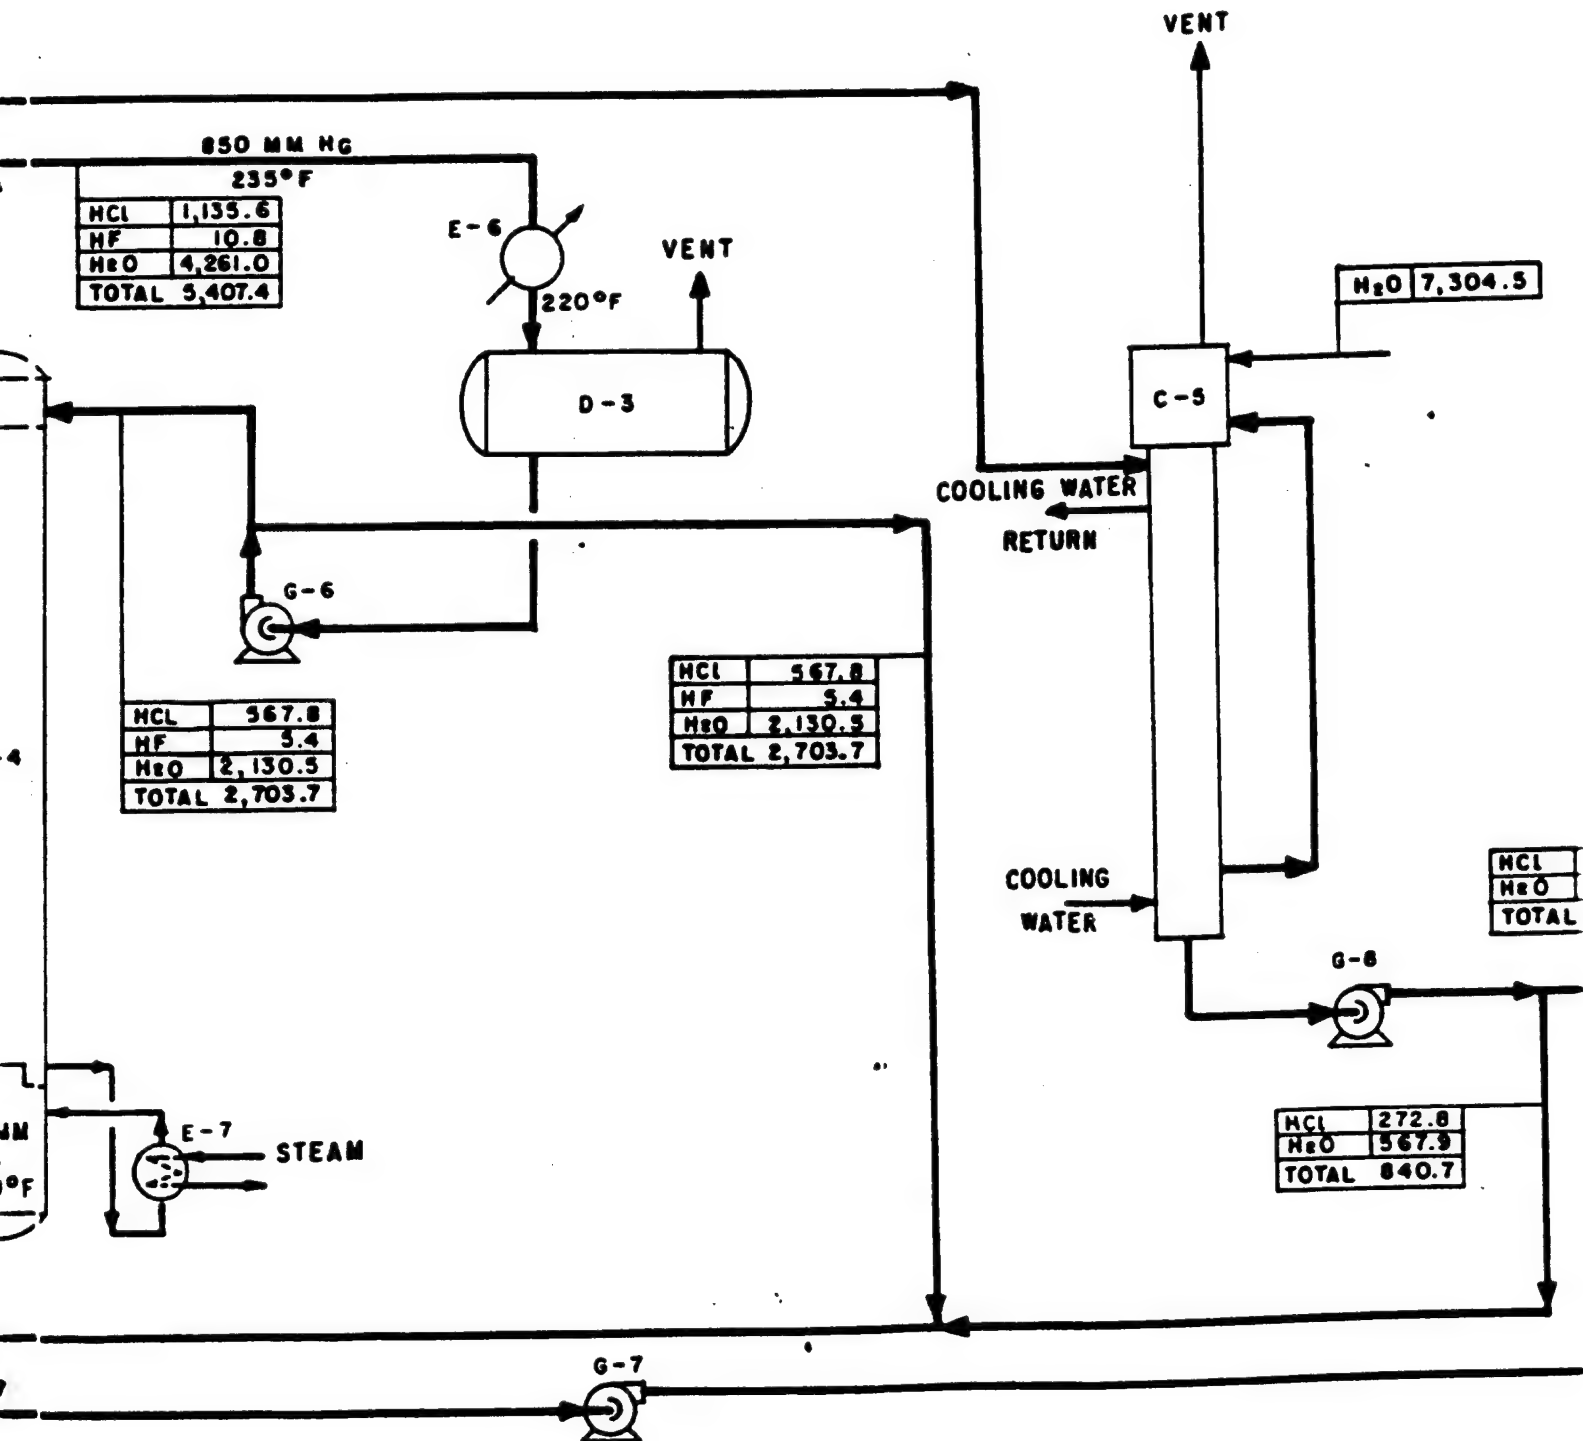 VENT
850 MM HG
235°F
HCl 1,135.6
HF 10.8
H2O 4,261.0
TOTAL 5,407.4
E-6
VENT
220°F
H2O 7,304.5
D-3
C-5
COOLING WATER
RETURN
G-6
HCl 567.8
HF 5.4
H2O 2,130.5
TOTAL 2,703.7
HCL 567.8
HF 5.4
H2O 2,130.5
TOTAL 2,703.7
-4
COOLING
WATER
HCl
H2O
TOTAL
G-8
HCl 272.8
H2O 567.9
TOTAL 840.7
MM
E-7
STEAM
°F
G-7